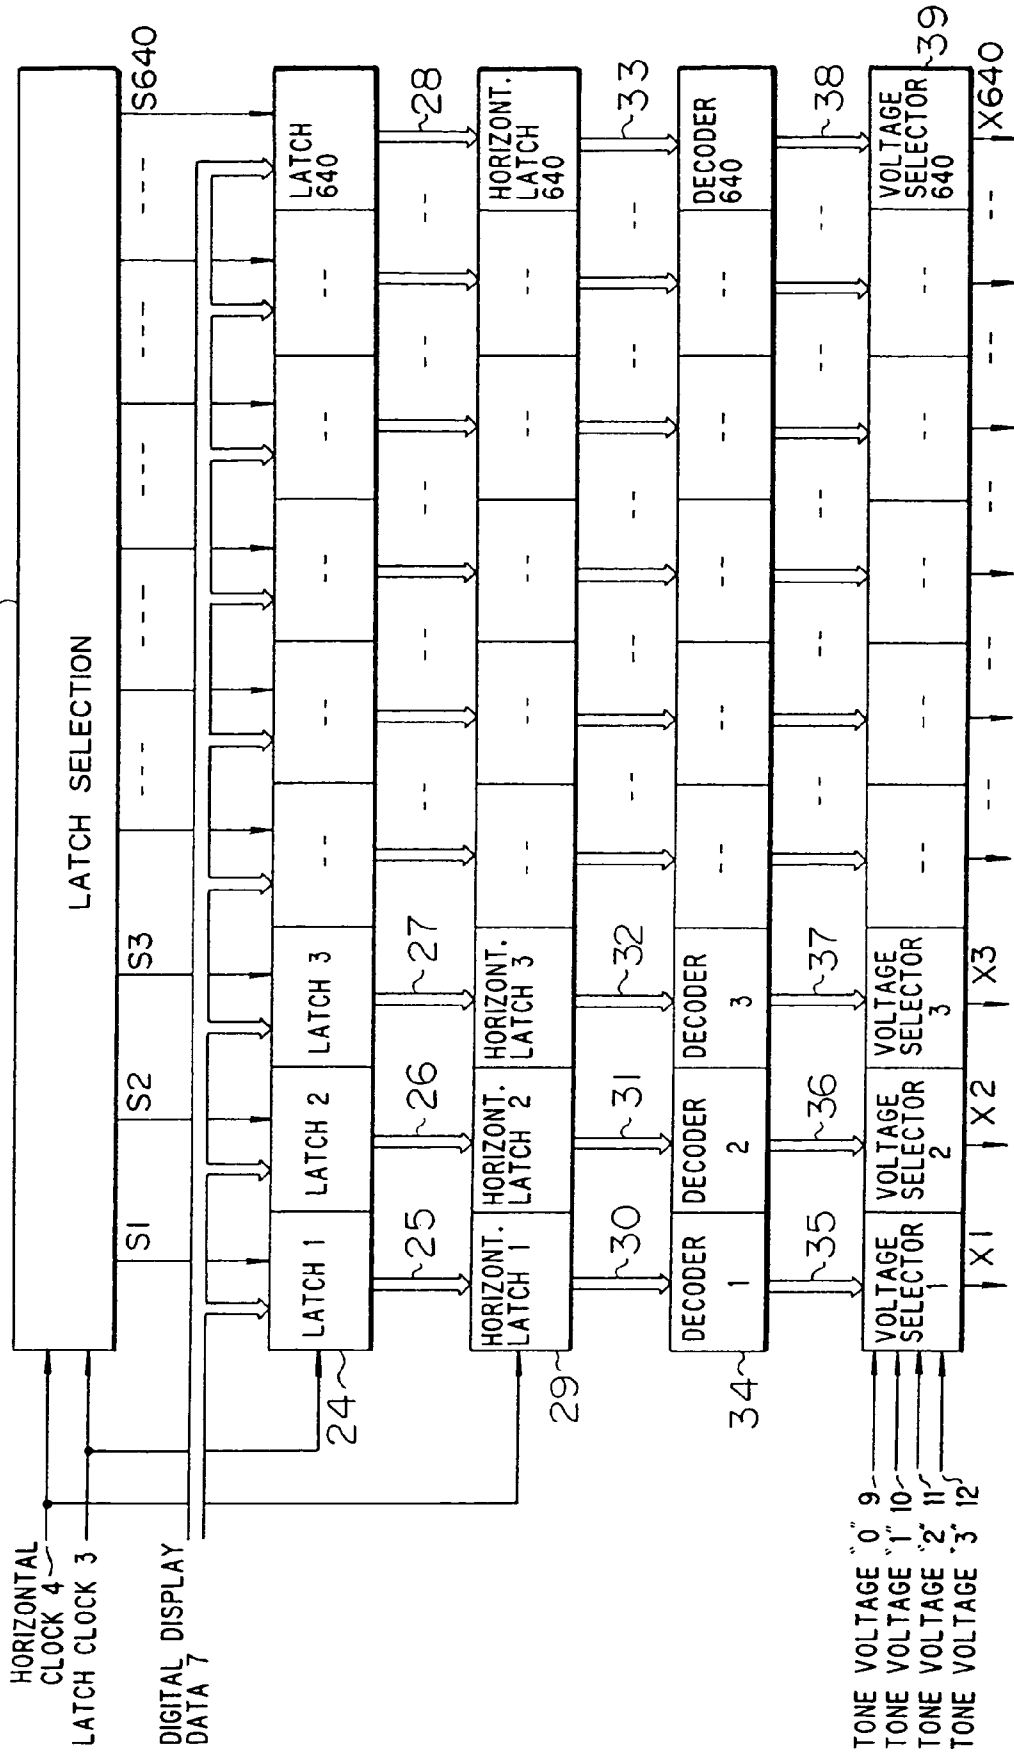 HORIZONTAL
CLOCK 4
LATCH CLOCK 3
DIGITAL DISPLAY
DATA 7
LATCH SELECTION
S1
S2
S3
S640
24
LATCH 1
LATCH 2
LATCH 3
LATCH
640
25
26
27
28
29
HORIZONT.
LATCH 1
HORIZONT.
LATCH 2
HORIZONT.
LATCH 3
HORIZONT.
LATCH
640
30
31
32
33
34
DECODER
1
DECODER
2
DECODER
3
DECODER
640
35
36
37
38
TONE VOLTAGE "0" 9
TONE VOLTAGE "1" 10
TONE VOLTAGE "2" 11
TONE VOLTAGE "3" 12
VOLTAGE
SELECTOR
1
VOLTAGE
SELECTOR
2
VOLTAGE
SELECTOR
3
VOLTAGE
SELECTOR
640
39
X1
X2
X3
X640